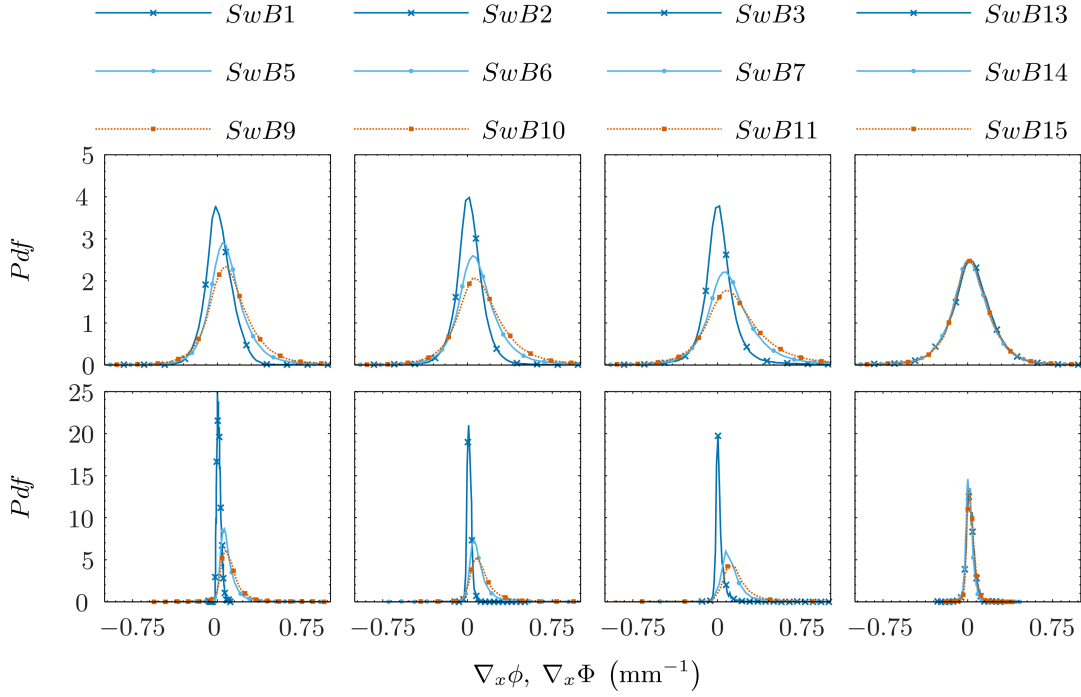 SwB1 SwB2 SwB3 SwB13
SwB5 SwB6 SwB7 SwB14
SwB9 SwB10 SwB11 SwB15
5
4
3
2
1
0
Pdf
25
20
15
10
5
0
Pdf
−0.75 0 0.75 −0.75 0 0.75 −0.75 0 0.75 −0.75 0 0.75
∇ₓϕ, ∇ₓΦ (mm⁻¹)